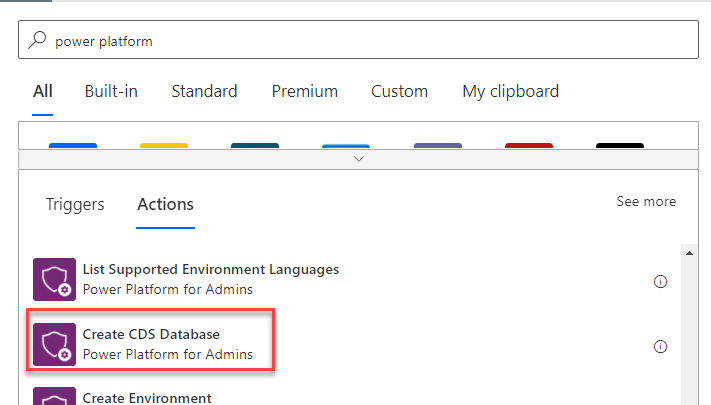 power platform
All Built-in Standard Premium Custom My clipboard
Triggers Actions See more
List Supported Environment Languages
Power Platform for Admins
Create CDS Database
Power Platform for Admins
Create Environment